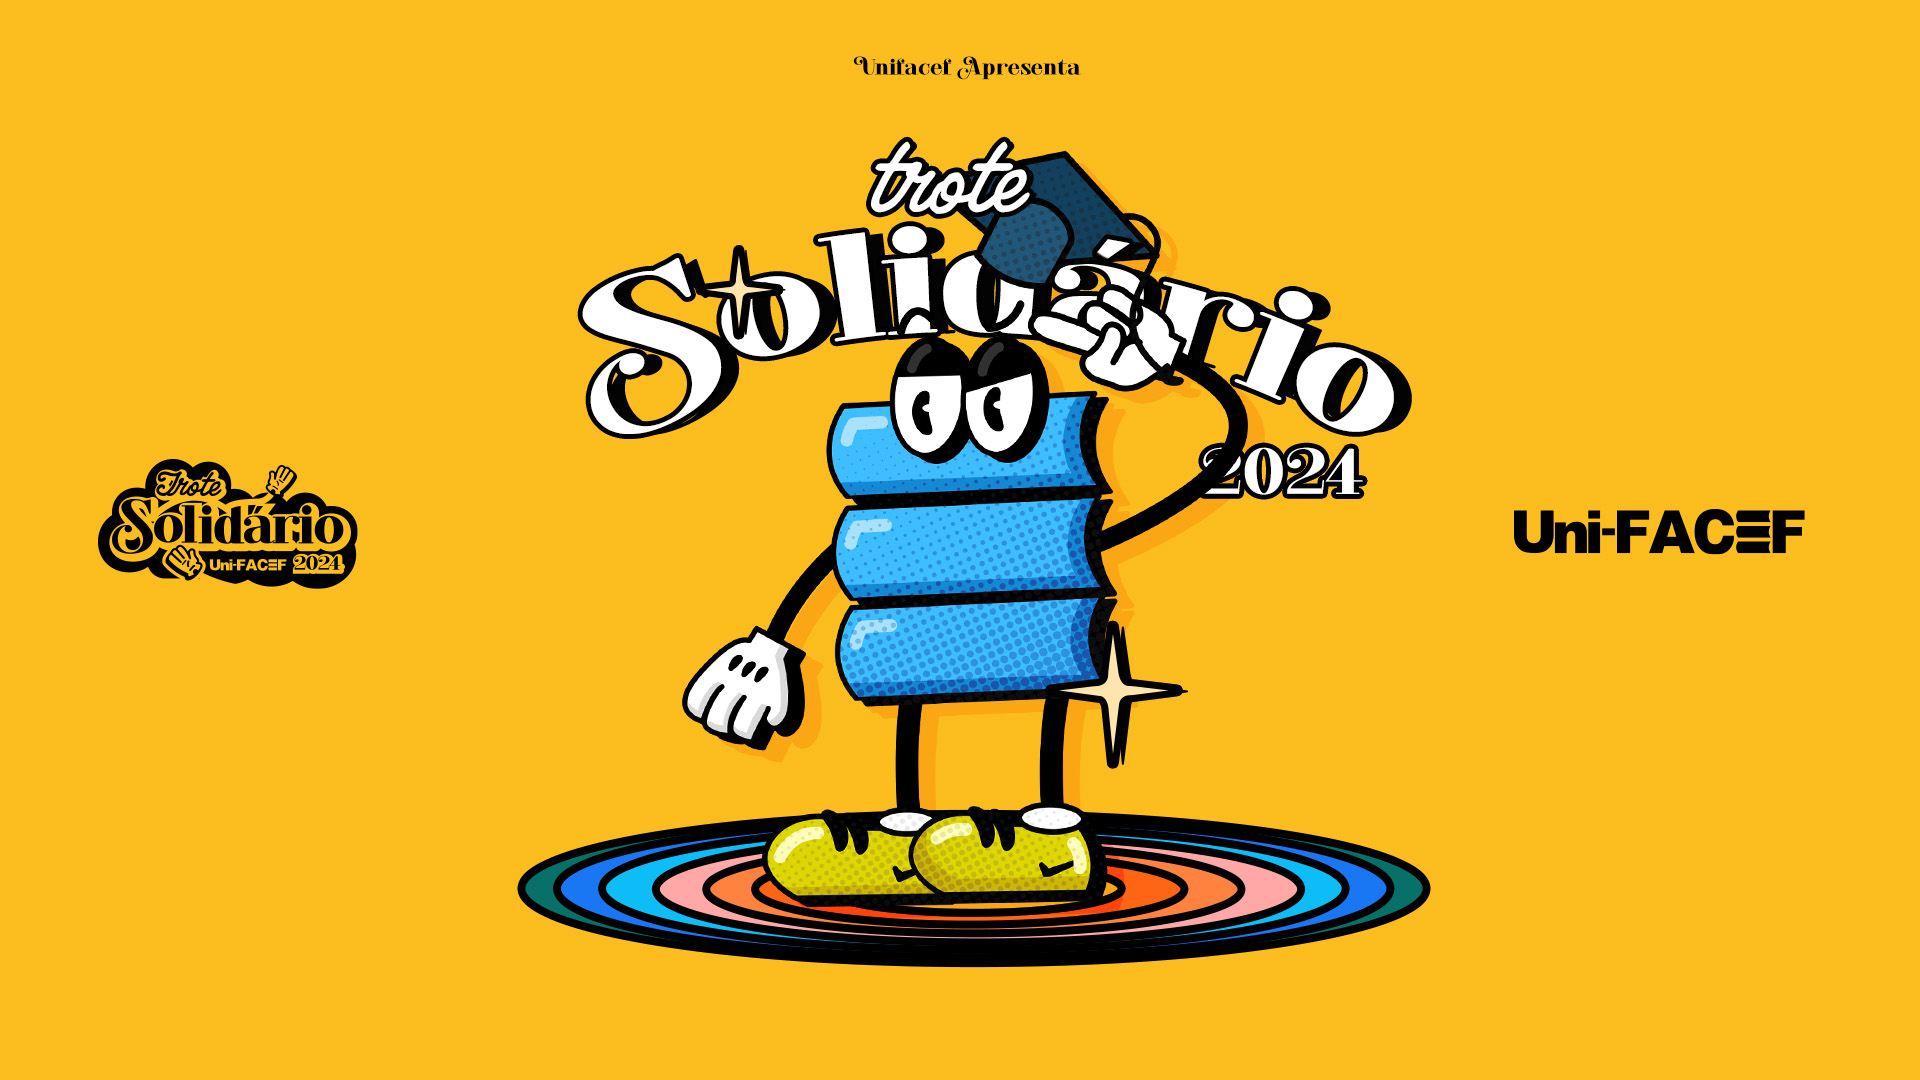 Unifacef Apresenta
trote
Solidário
2024
Trote
Solidário
Uni-FACEF 2024
Uni-FACEF